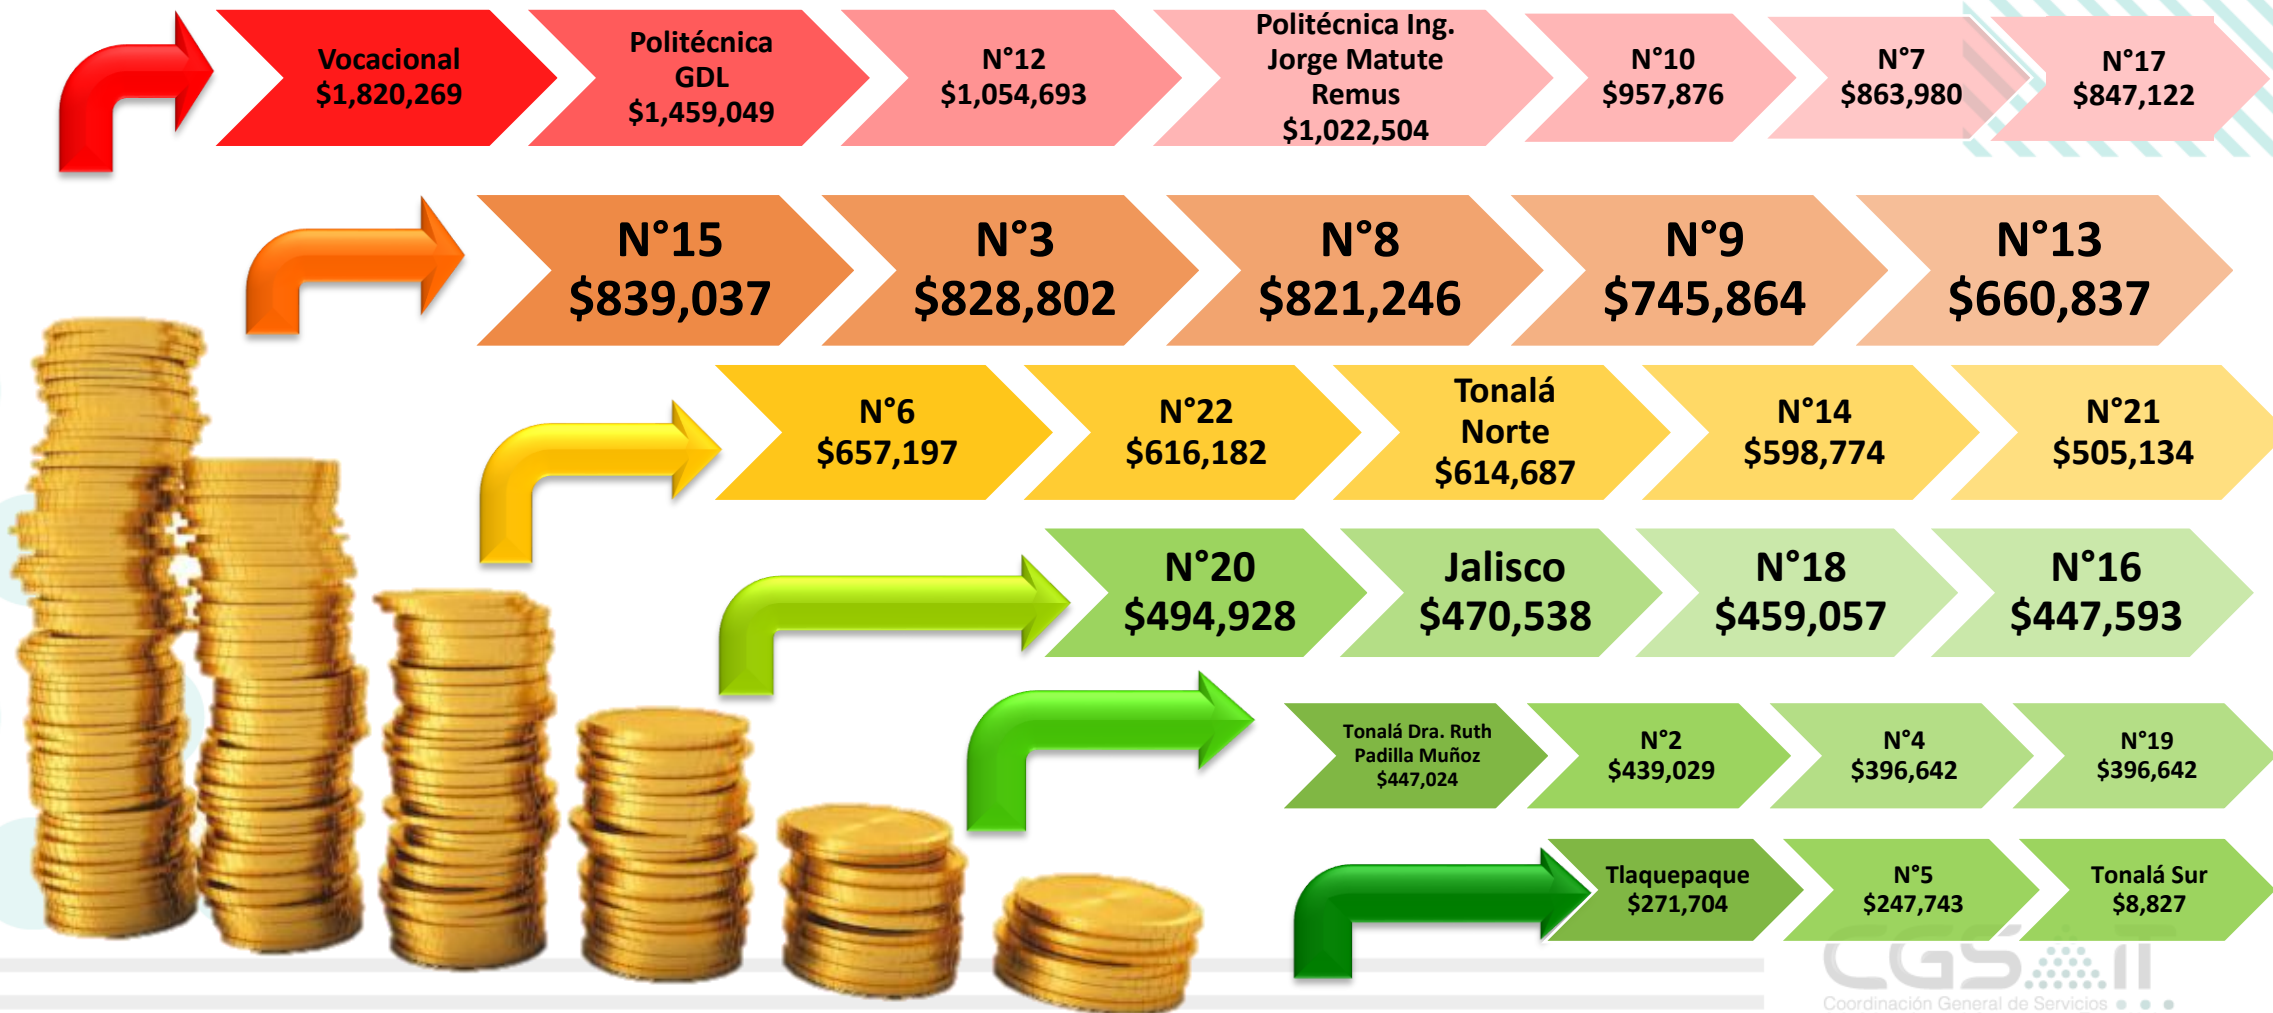 Vocacional
$1,820,269
Politécnica
GDL
$1,459,049
N°12
$1,054,693
Politécnica Ing.
Jorge Matute
Remus
$1,022,504
N°10
$957,876
N°7
$863,980
N°17
$847,122
N°15
$839,037
N°3
$828,802
N°8
$821,246
N°9
$745,864
N°13
$660,837
N°6
$657,197
N°22
$616,182
Tonalá
Norte
$614,687
N°14
$598,774
N°21
$505,134
N°20
$494,928
Jalisco
$470,538
N°18
$459,057
N°16
$447,593
Tonalá Dra. Ruth
Padilla Muñoz
$447,024
N°2
$439,029
N°4
$396,642
N°19
$396,642
Tlaquepaque
$271,704
N°5
$247,743
Tonalá Sur
$8,827
CGSAIT
Coordinación General de Servicios